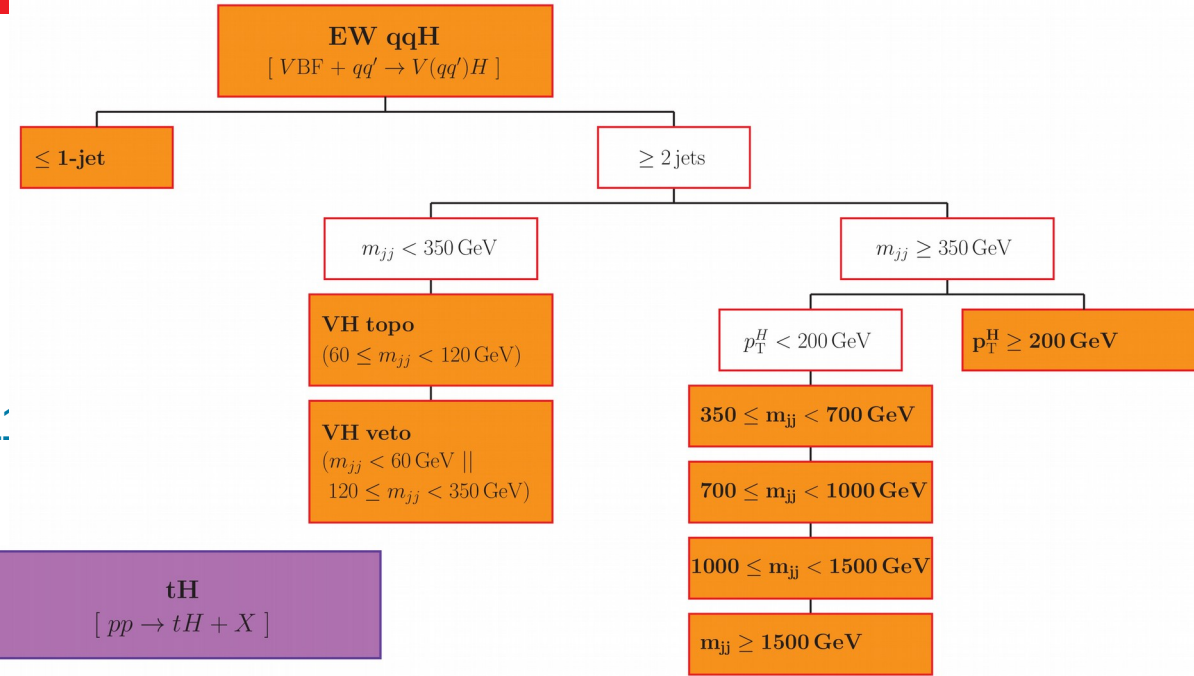 EW qqH
[ VBF + qq′ → V(qq′)H ]
≤ 1-jet
≥ 2 jets
m_jj < 350 GeV
m_jj ≥ 350 GeV
VH topo
(60 ≤ m_jj < 120 GeV)
VH veto
(m_jj < 60 GeV ||
120 ≤ m_jj < 350 GeV)
p_T^H < 200 GeV
p_T^H ≥ 200 GeV
350 ≤ m_jj < 700 GeV
700 ≤ m_jj < 1000 GeV
1000 ≤ m_jj < 1500 GeV
m_jj ≥ 1500 GeV
tH
[ pp → tH + X ]